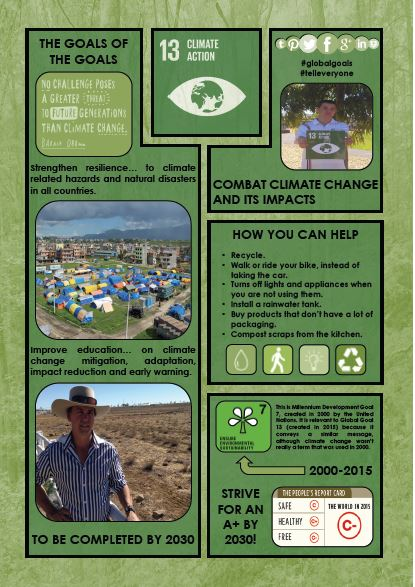 THE GOALS OF
THE GOALS
NO CHALLENGE POSES
A GREATER THREAT
TO FUTURE GENERATIONS
THAN CLIMATE CHANGE.
BARACK OBAMA
Strengthen resilience... to climate
related hazards and natural disasters
in all countries.
Improve education... on climate
change mitigation, adaptation,
impact reduction and early warning.
TO BE COMPLETED BY 2030
13 CLIMATE
ACTION
#globalgoals
#telleveryone
13
COMBAT CLIMATE CHANGE
AND ITS IMPACTS
HOW YOU CAN HELP
• Recycle.
• Walk or ride your bike, instead of
taking the car.
• Turns off lights and appliances when
you are not using them.
• Install a rainwater tank.
• Buy products that don't have a lot of
packaging.
• Compost scraps from the kitchen.
7
ENSURE
ENVIRONMENTAL
SUSTAINABILITY
This is Millennium Development Goal
7, created in 2000 by the United
Nations. It is relevant to Global Goal
13 (created in 2015) because it
conveys a similar message,
although climate change wasn't
really a term that was used in 2000.
2000-2015
STRIVE
FOR AN
A+ BY
2030!
THE PEOPLE'S REPORT CARD
SAFE C
HEALTHY C+
FREE C-
THE WORLD IN 2015
C-